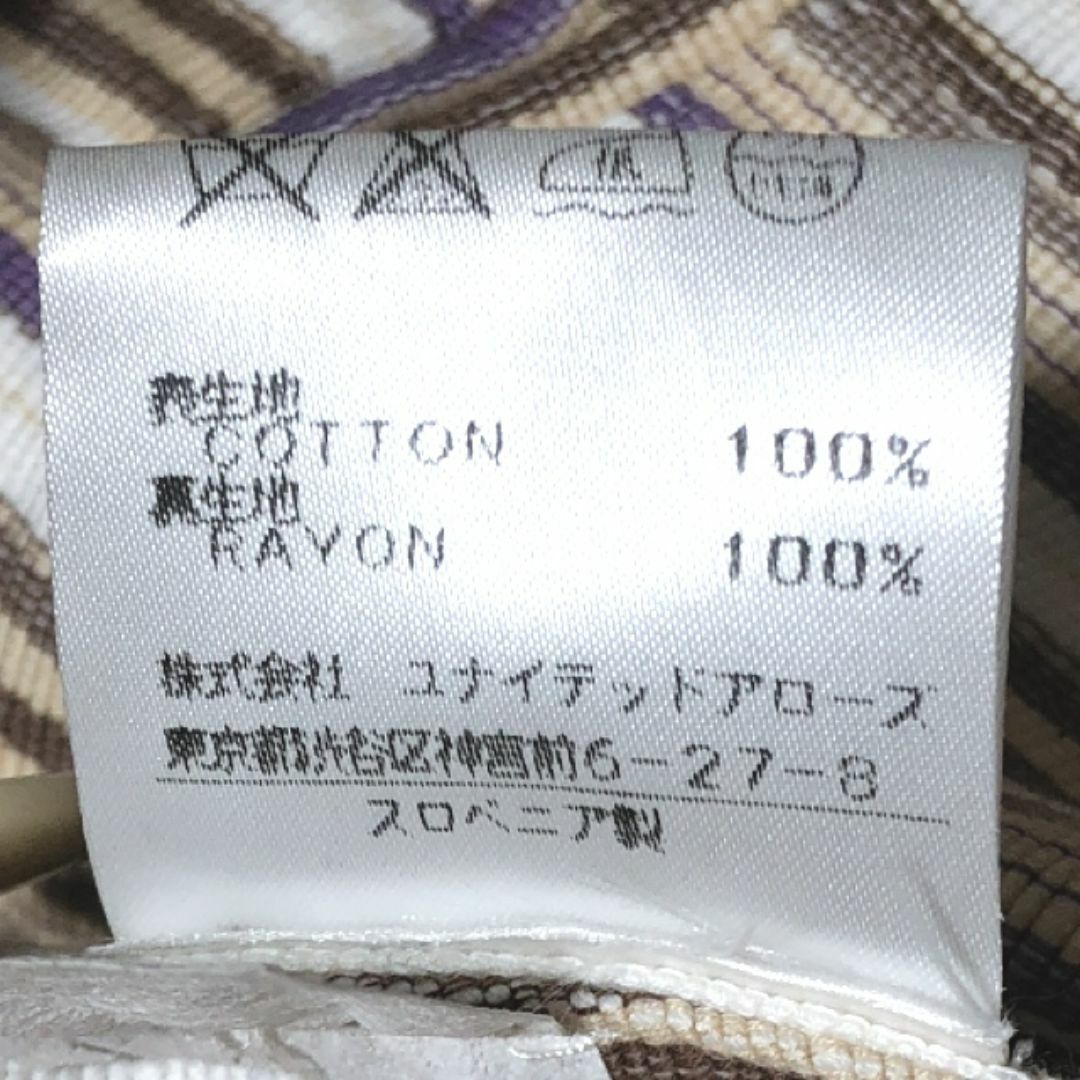 低
表生地
COTTON 100%
裏生地
RAYON 100%
株式会社 ユナイテッドアローズ
東京都渋谷区神宮前6-27-8
スロベニア製